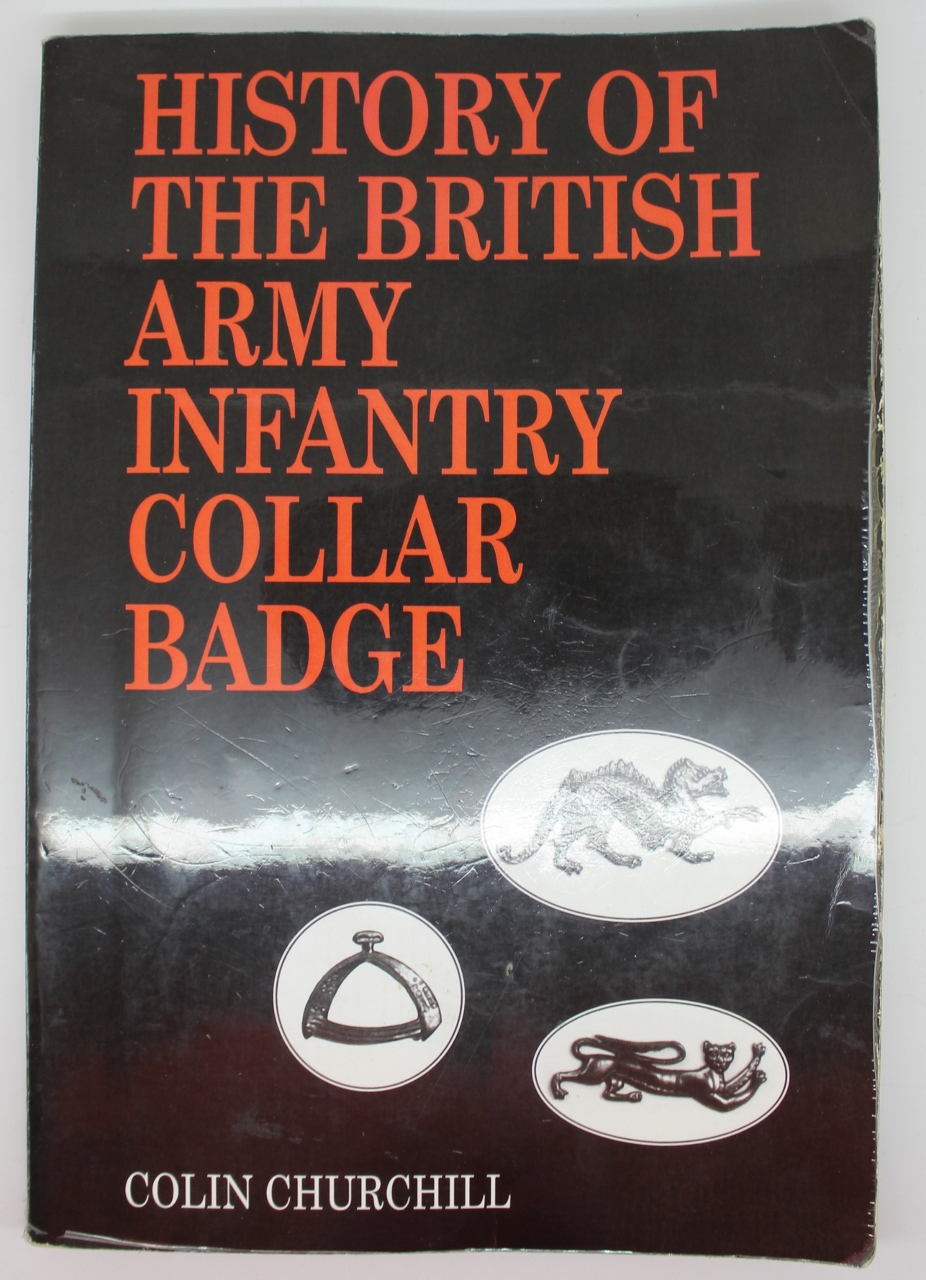 HISTORY OF
THE BRITISH
ARMY
INFANTRY
COLLAR
BADGE
COLIN CHURCHILL